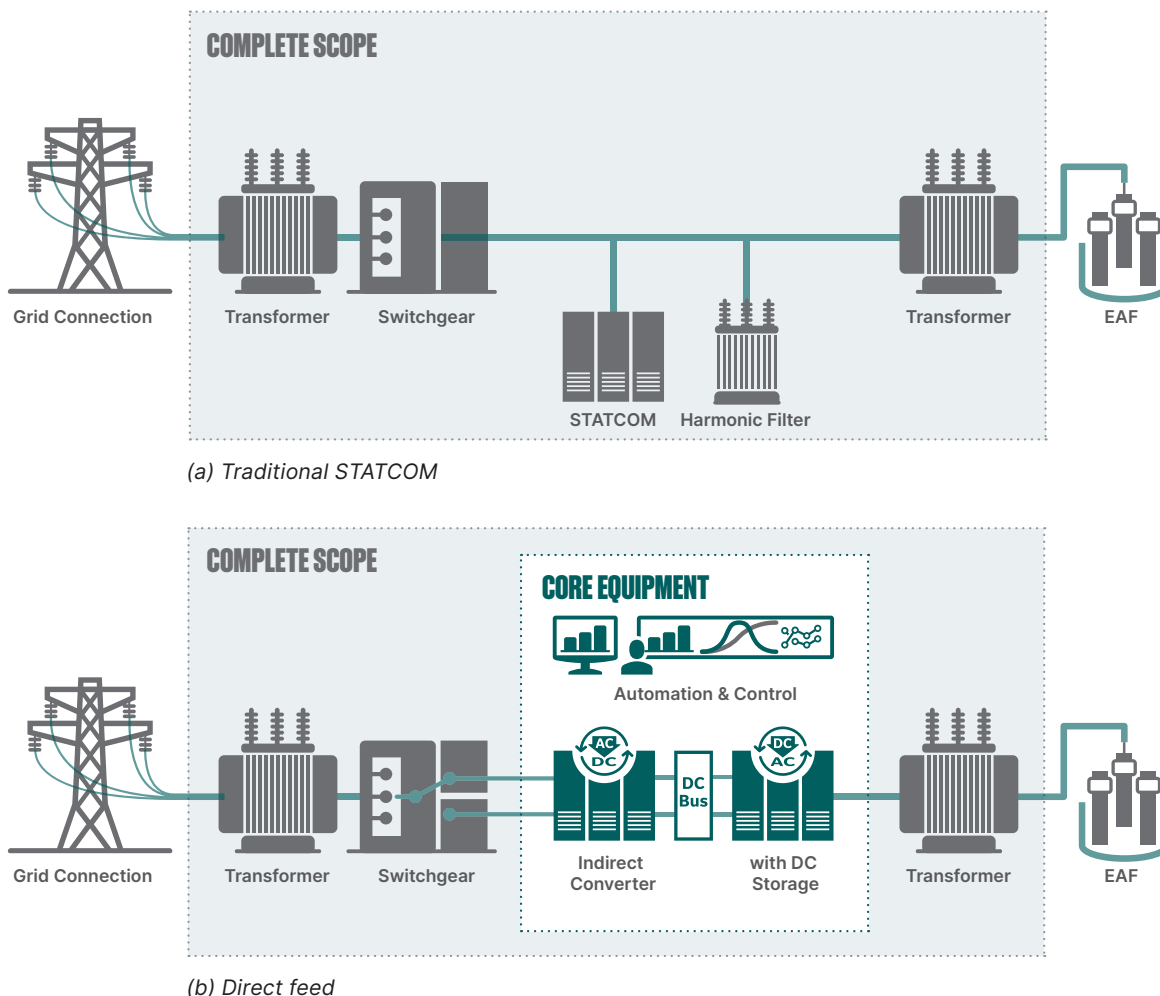 COMPLETE SCOPE
Grid Connection
Transformer
Switchgear
Transformer
EAF
STATCOM
Harmonic Filter
(a) Traditional STATCOM
COMPLETE SCOPE
CORE EQUIPMENT
Automation & Control
AC
DC
DC
AC
DC
Bus
Grid Connection
Transformer
Switchgear
Indirect
Converter
with DC
Storage
Transformer
EAF
(b) Direct feed